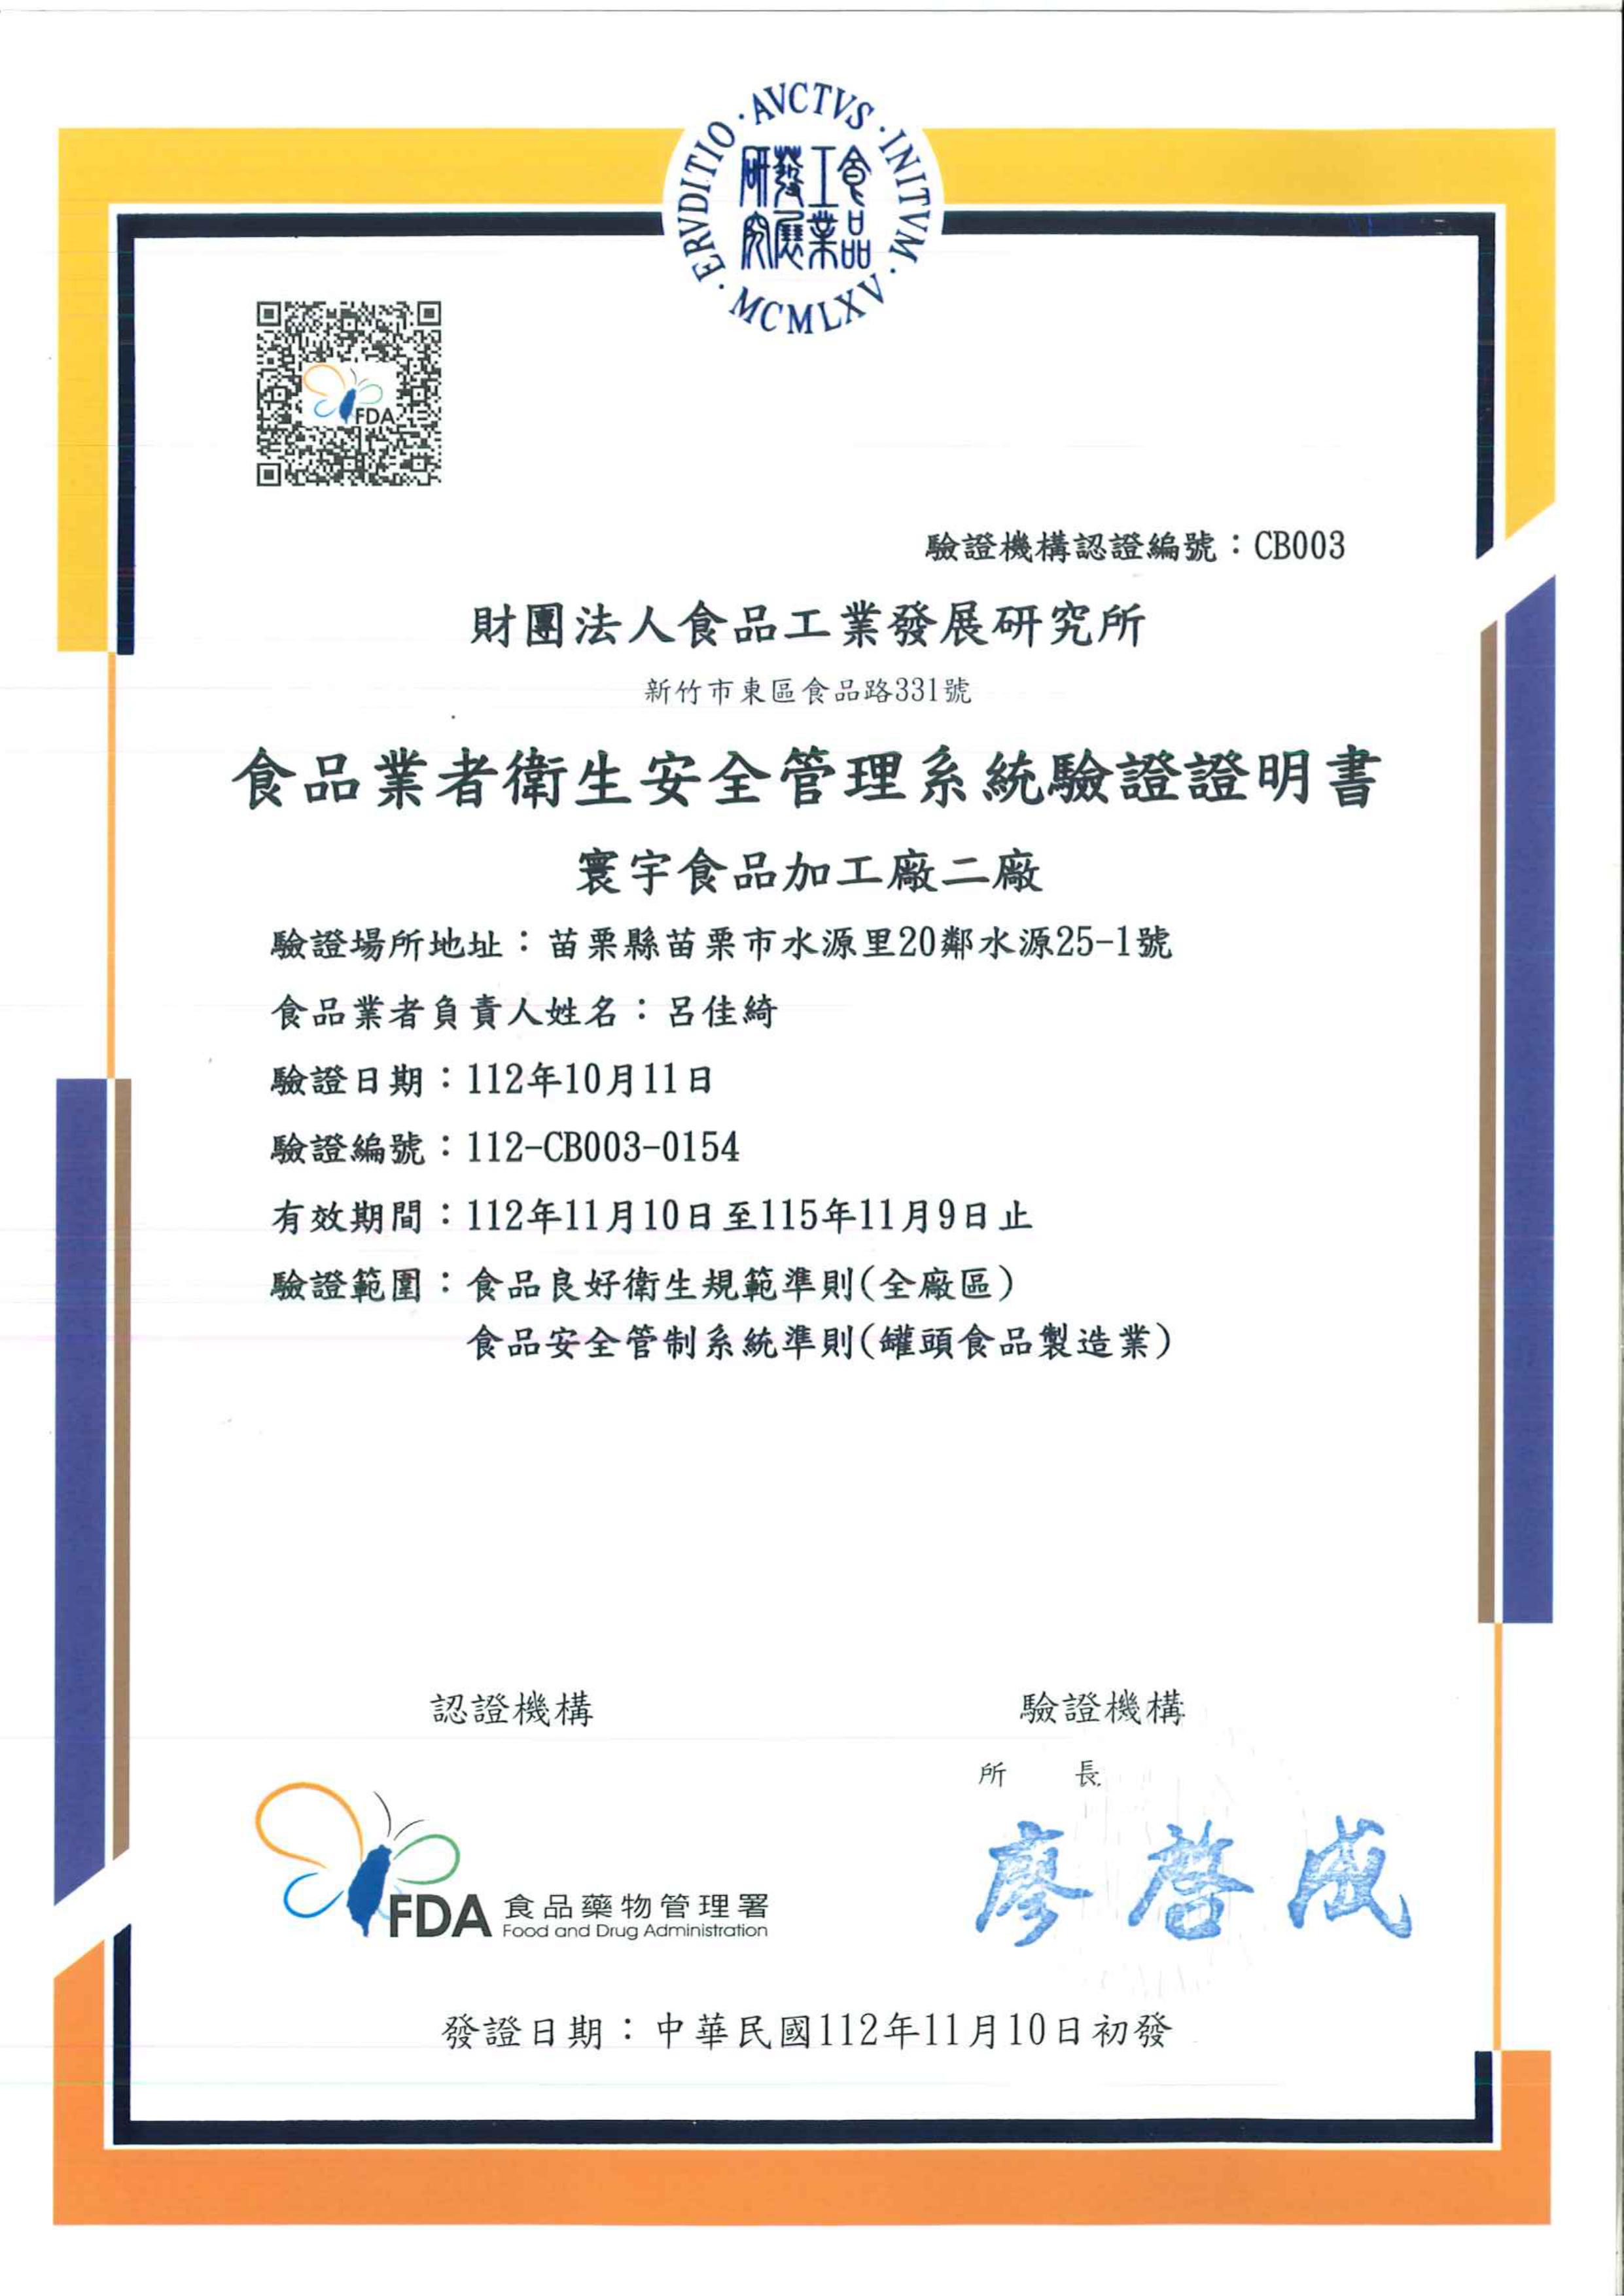 ERVDITIO · AVCTVS · INITVM · MCMLXV ·
食品工業發展研究
FDA
驗證機構認證編號：CB003
財團法人食品工業發展研究所
新竹市東區食品路331號
食品業者衛生安全管理系統驗證證明書
寰宇食品加工廠二廠
驗證場所地址：苗栗縣苗栗市水源里20鄰水源25-1號
食品業者負責人姓名：呂佳綺
驗證日期：112年10月11日
驗證編號：112-CB003-0154
有效期間：112年11月10日至115年11月9日止
驗證範圍：食品良好衛生規範準則(全廠區)
食品安全管制系統準則(罐頭食品製造業)
認證機構
驗證機構
所 長
廖啓成
FDA 食品藥物管理署
Food and Drug Administration
發證日期：中華民國112年11月10日初發